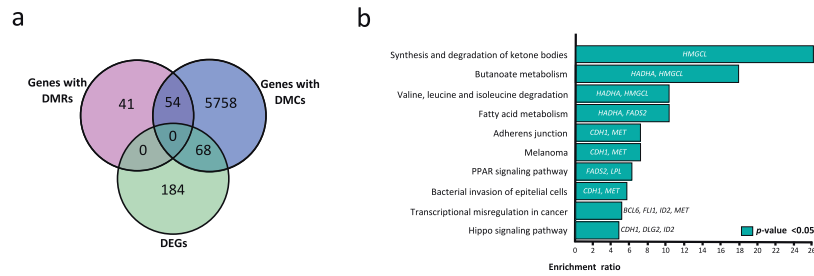 a
Genes with
DMRs
Genes with
DMCs
41
54
5758
0
0
68
184
DEGs
b
Synthesis and degradation of ketone bodies
HMGCL
Butanoate metabolism
HADHA, HMGCL
Valine, leucine and isoleucine degradation
HADHA, HMGCL
Fatty acid metabolism
HADHA, FADS2
Adherens junction
CDH1, MET
Melanoma
CDH1, MET
PPAR signaling pathway
FADS2, LPL
Bacterial invasion of epitelial cells
CDH1, MET
Transcriptional misregulation in cancer
BCL6, FLI1, ID2, MET
Hippo signaling pathway
CDH1, DLG2, ID2
p-value <0.05
0 2 4 6 8 10 12 14 16 18 20 22 24 26
Enrichment ratio